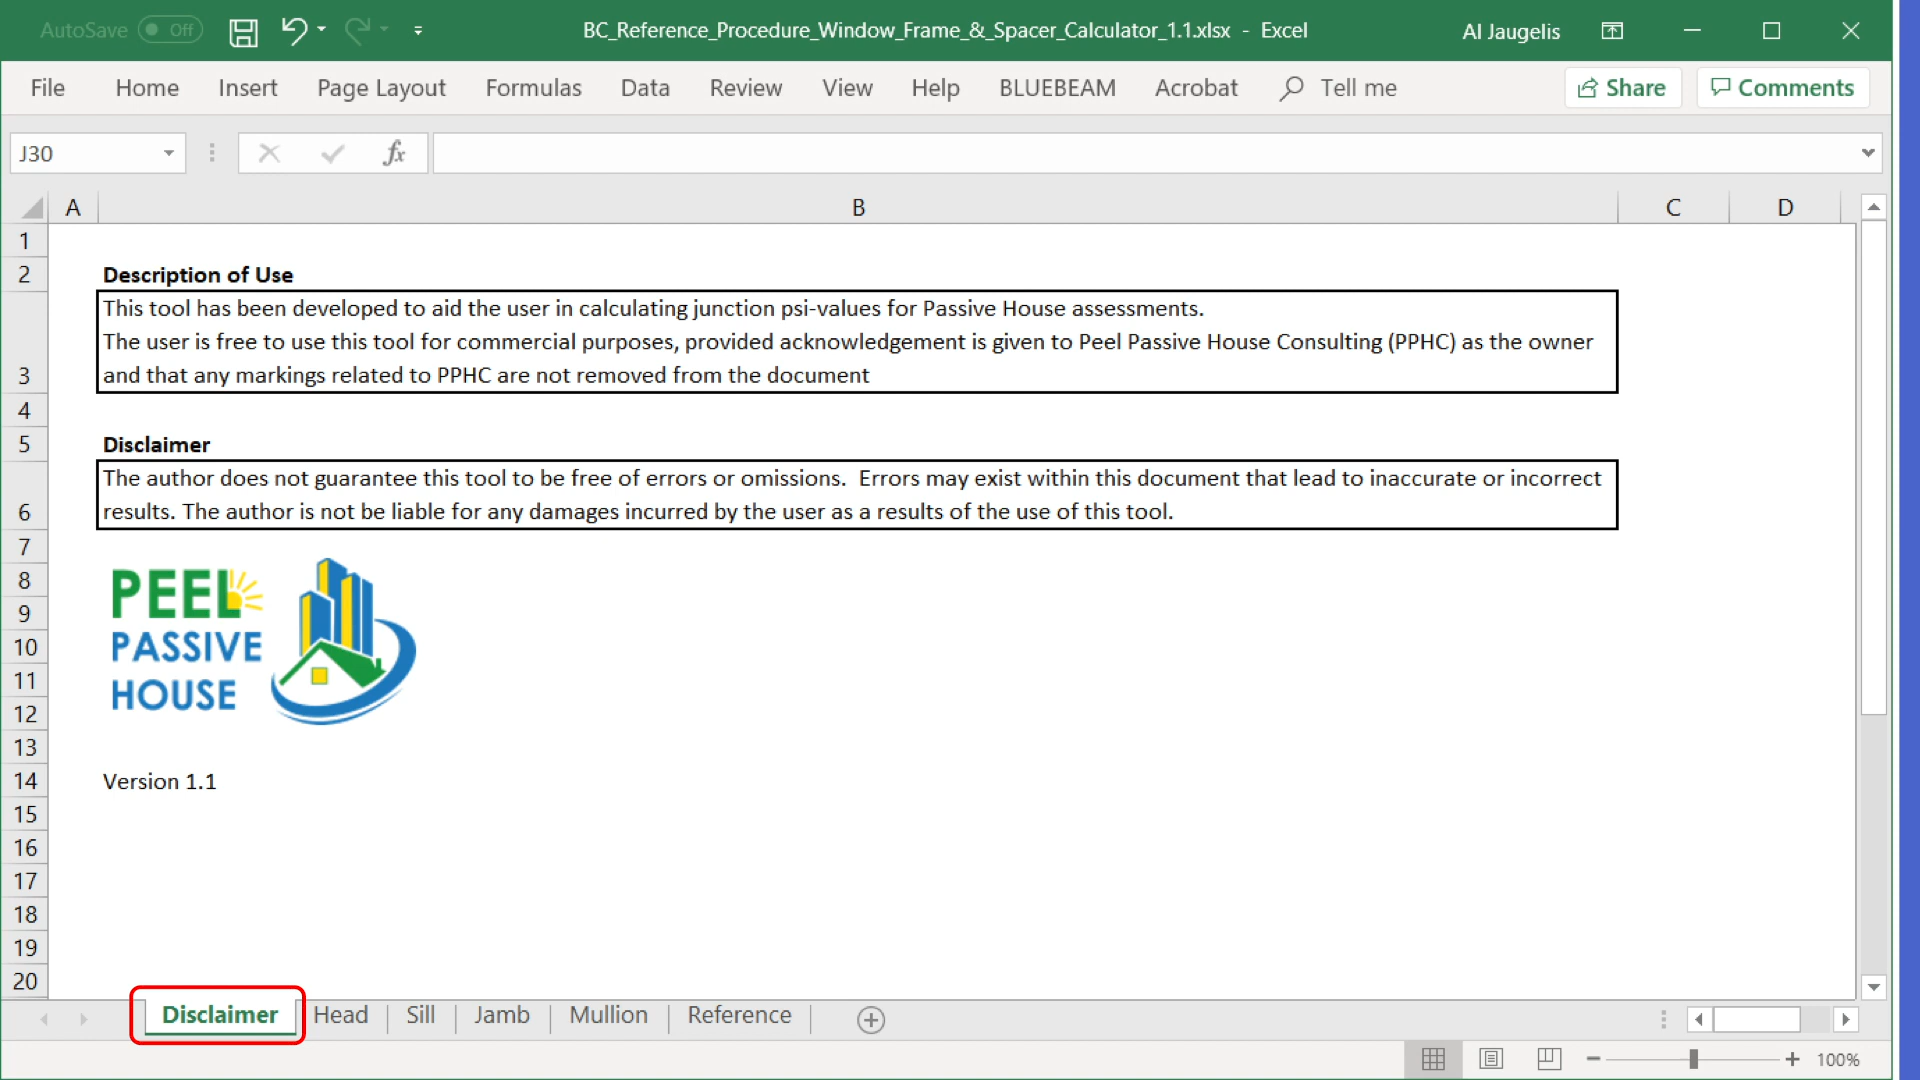 AutoSave Off BC_Reference_Procedure_Window_Frame_&_Spacer_Calculator_1.1.xlsx - Excel Al Jaugelis
File Home Insert Page Layout Formulas Data Review View Help BLUEBEAM Acrobat Tell me Share Comments
J30 fx
A B C D
1
2 Description of Use
This tool has been developed to aid the user in calculating junction psi-values for Passive House assessments.
The user is free to use this tool for commercial purposes, provided acknowledgement is given to Peel Passive House Consulting (PPHC) as the owner
3 and that any markings related to PPHC are not removed from the document
4
5 Disclaimer
The author does not guarantee this tool to be free of errors or omissions.  Errors may exist within this document that lead to inaccurate or incorrect
6 results. The author is not be liable for any damages incurred by the user as a results of the use of this tool.
7
8 PEEL
9
10 PASSIVE
11 HOUSE
12
13
14 Version 1.1
15
16
17
18
19
20
Disclaimer Head Sill Jamb Mullion Reference
100%